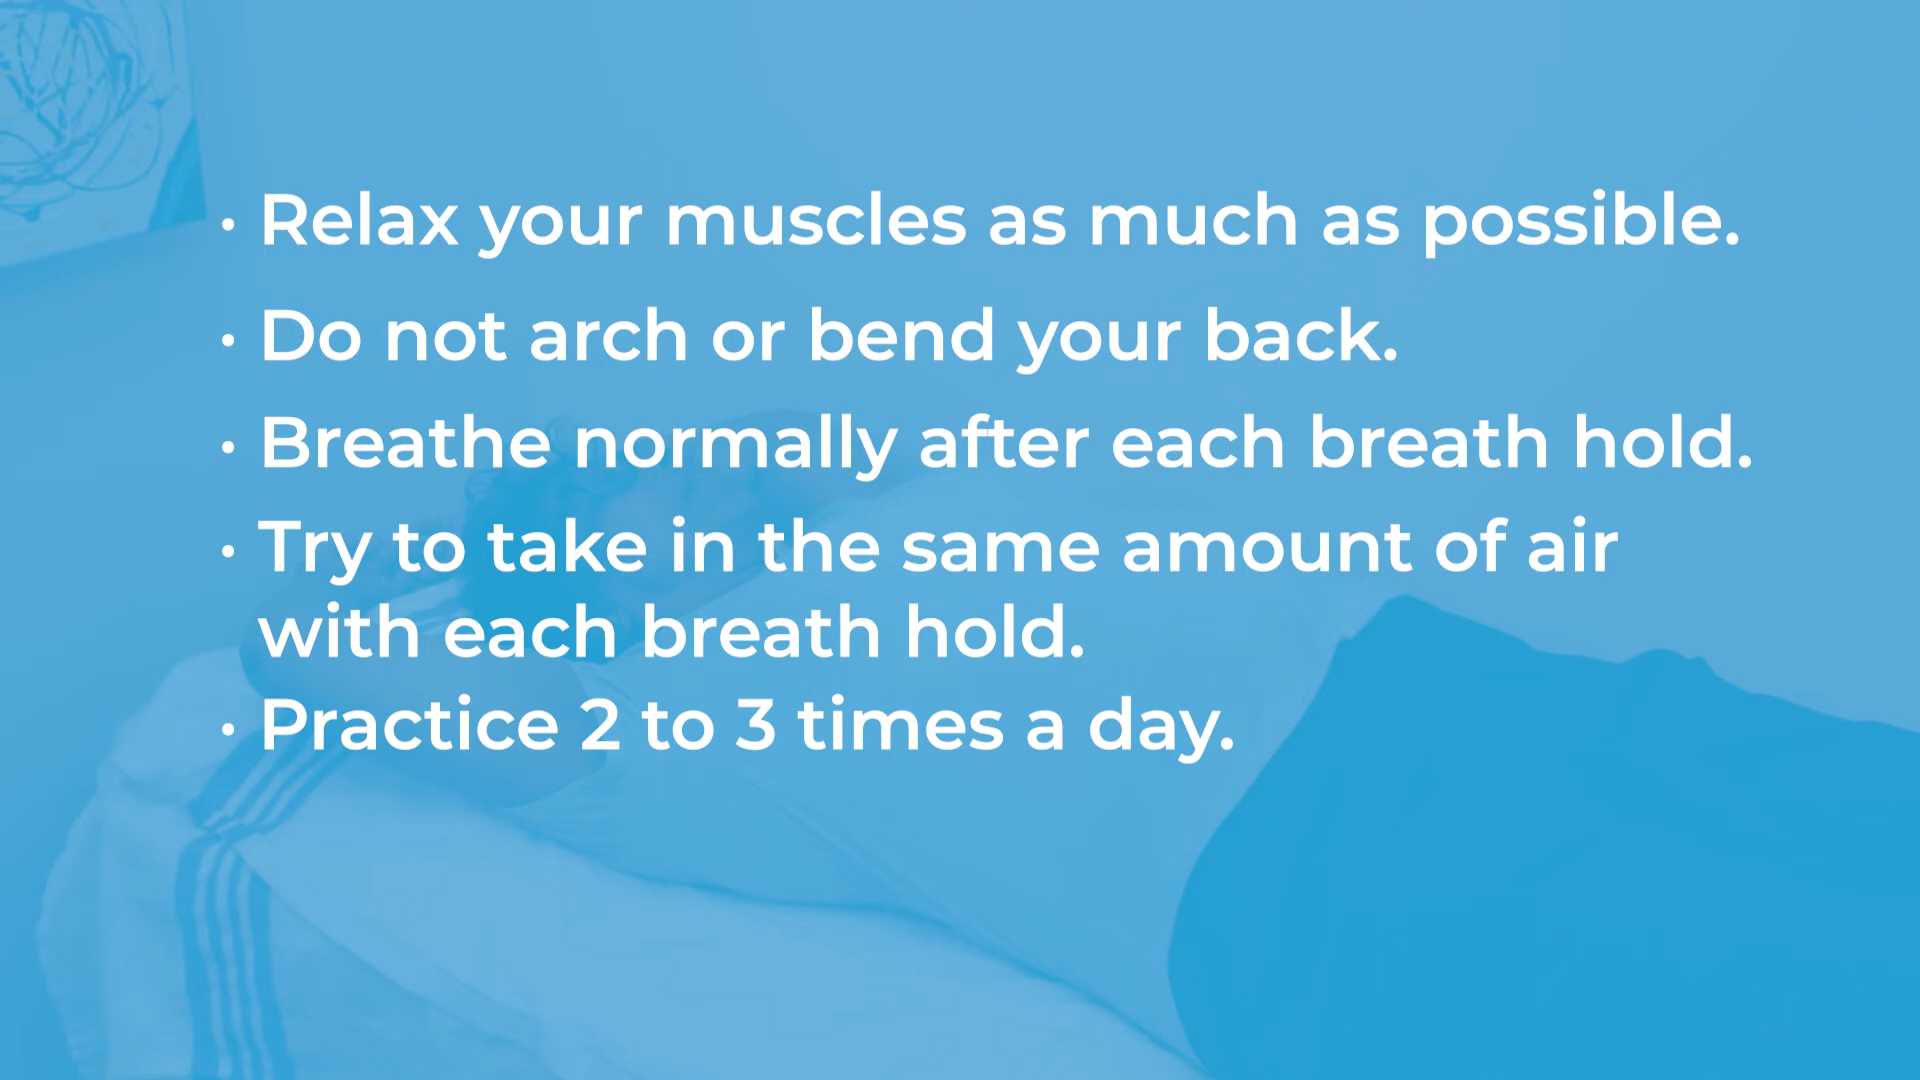 • Relax your muscles as much as possible.
• Do not arch or bend your back.
• Breathe normally after each breath hold.
• Try to take in the same amount of air
with each breath hold.
• Practice 2 to 3 times a day.